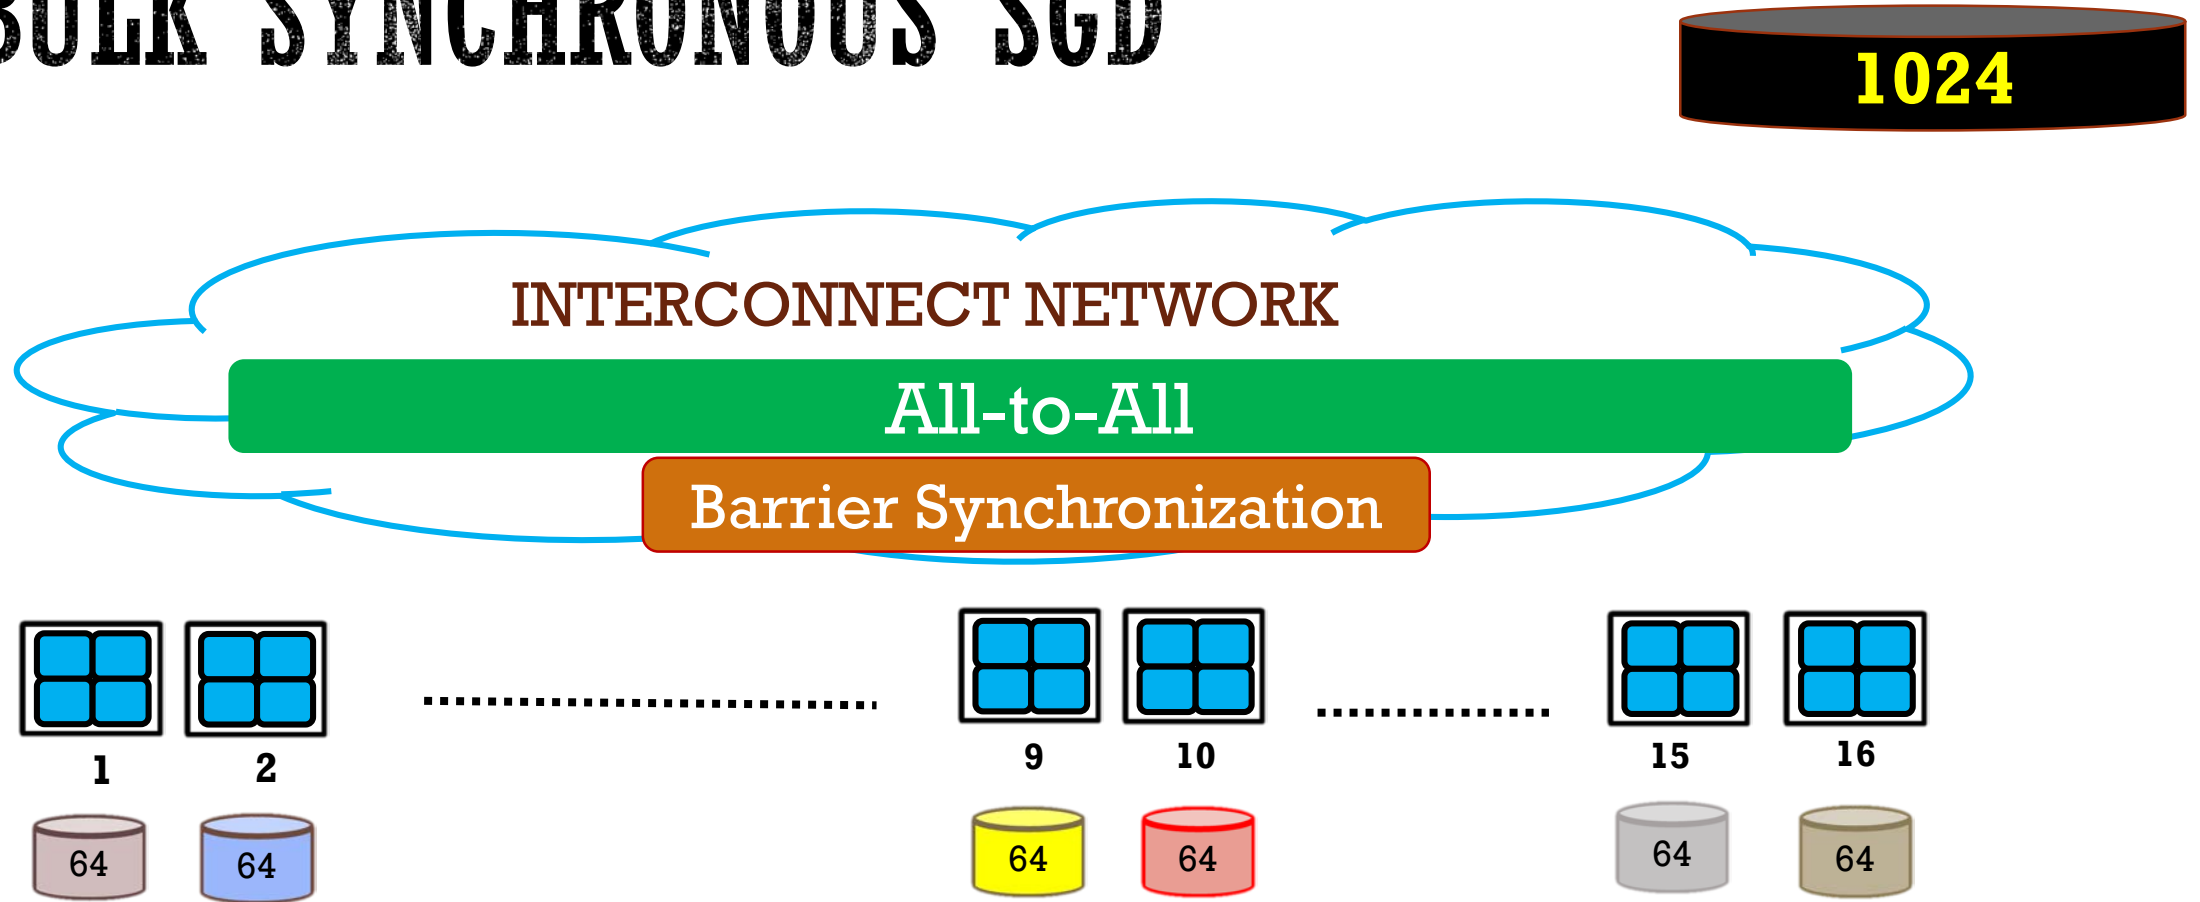 BULK SYNCHRONOUS SGD
1024
INTERCONNECT NETWORK
All-to-All
Barrier Synchronization
1 2 9 10 15 16
64 64 64 64 64 64